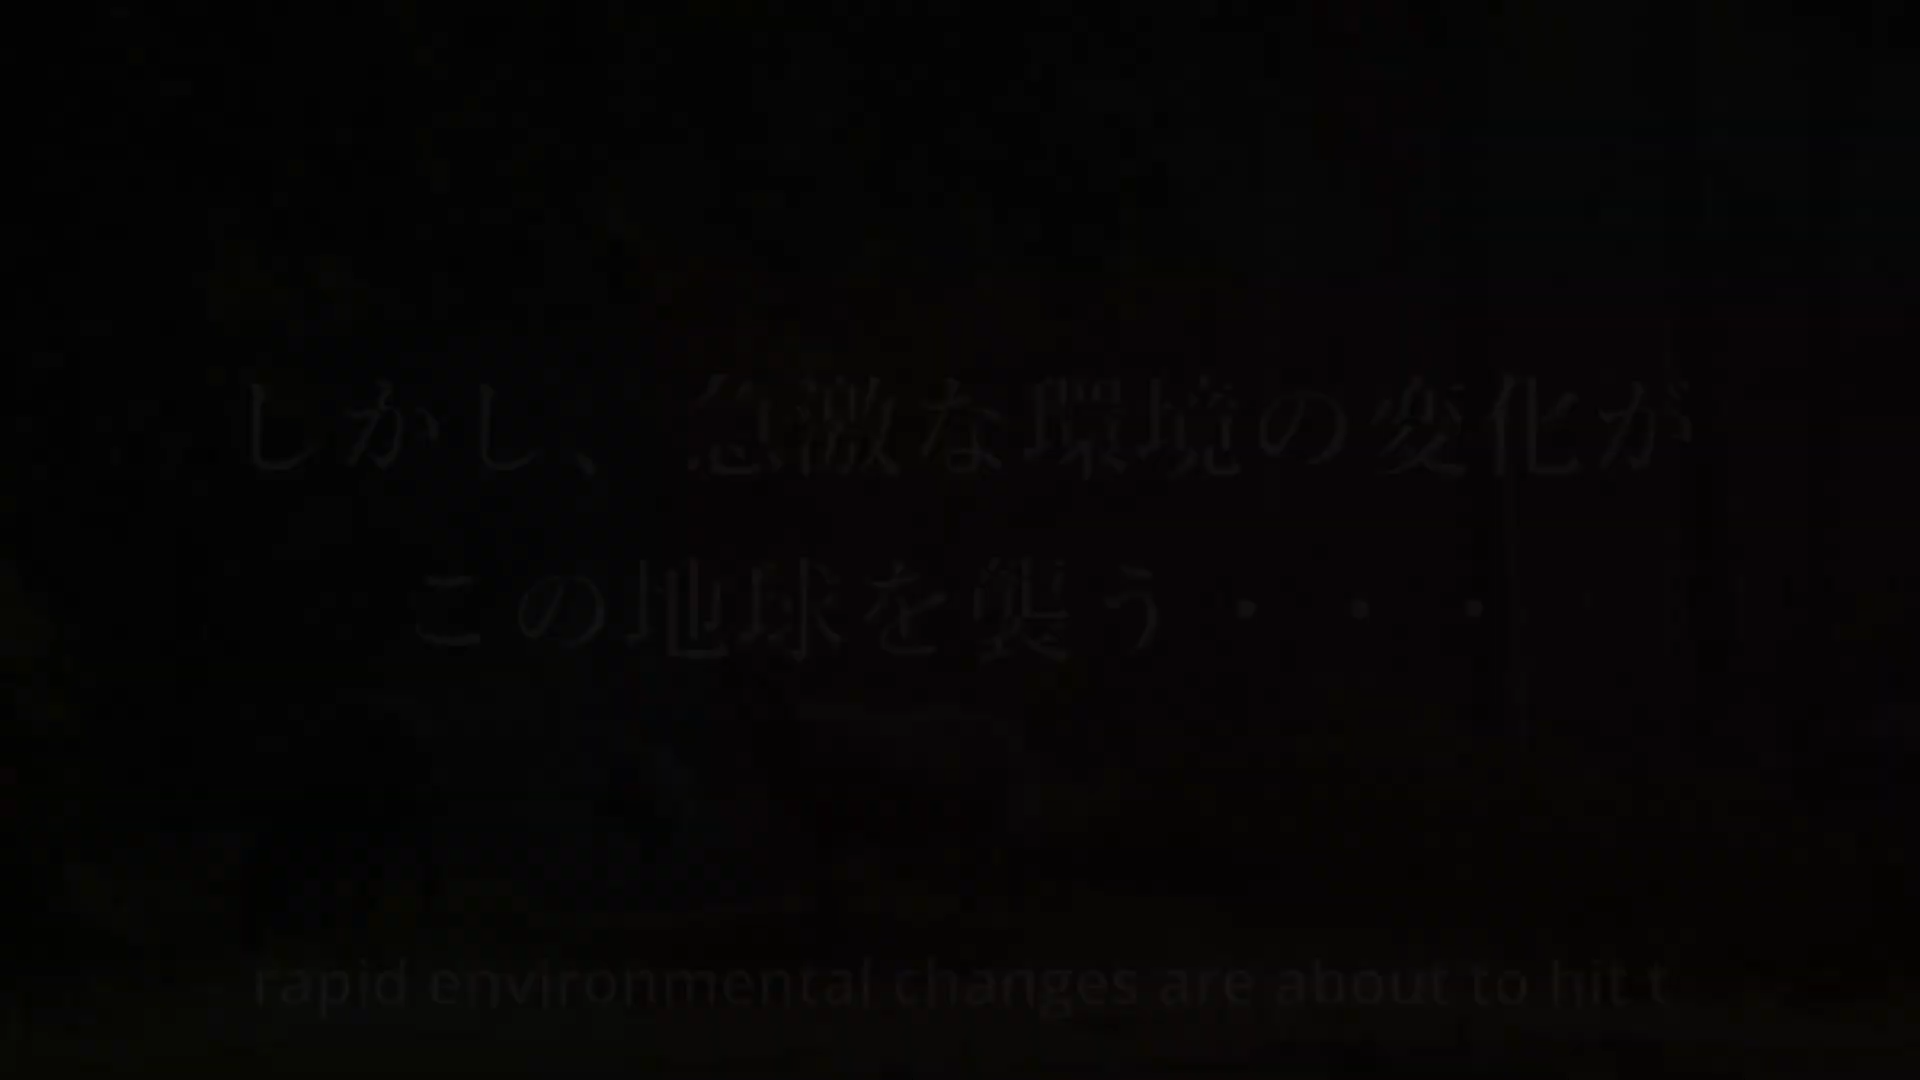 しかし、急激な環境の変化が
この地球を襲う・・・
rapid environmental changes are about to hit t